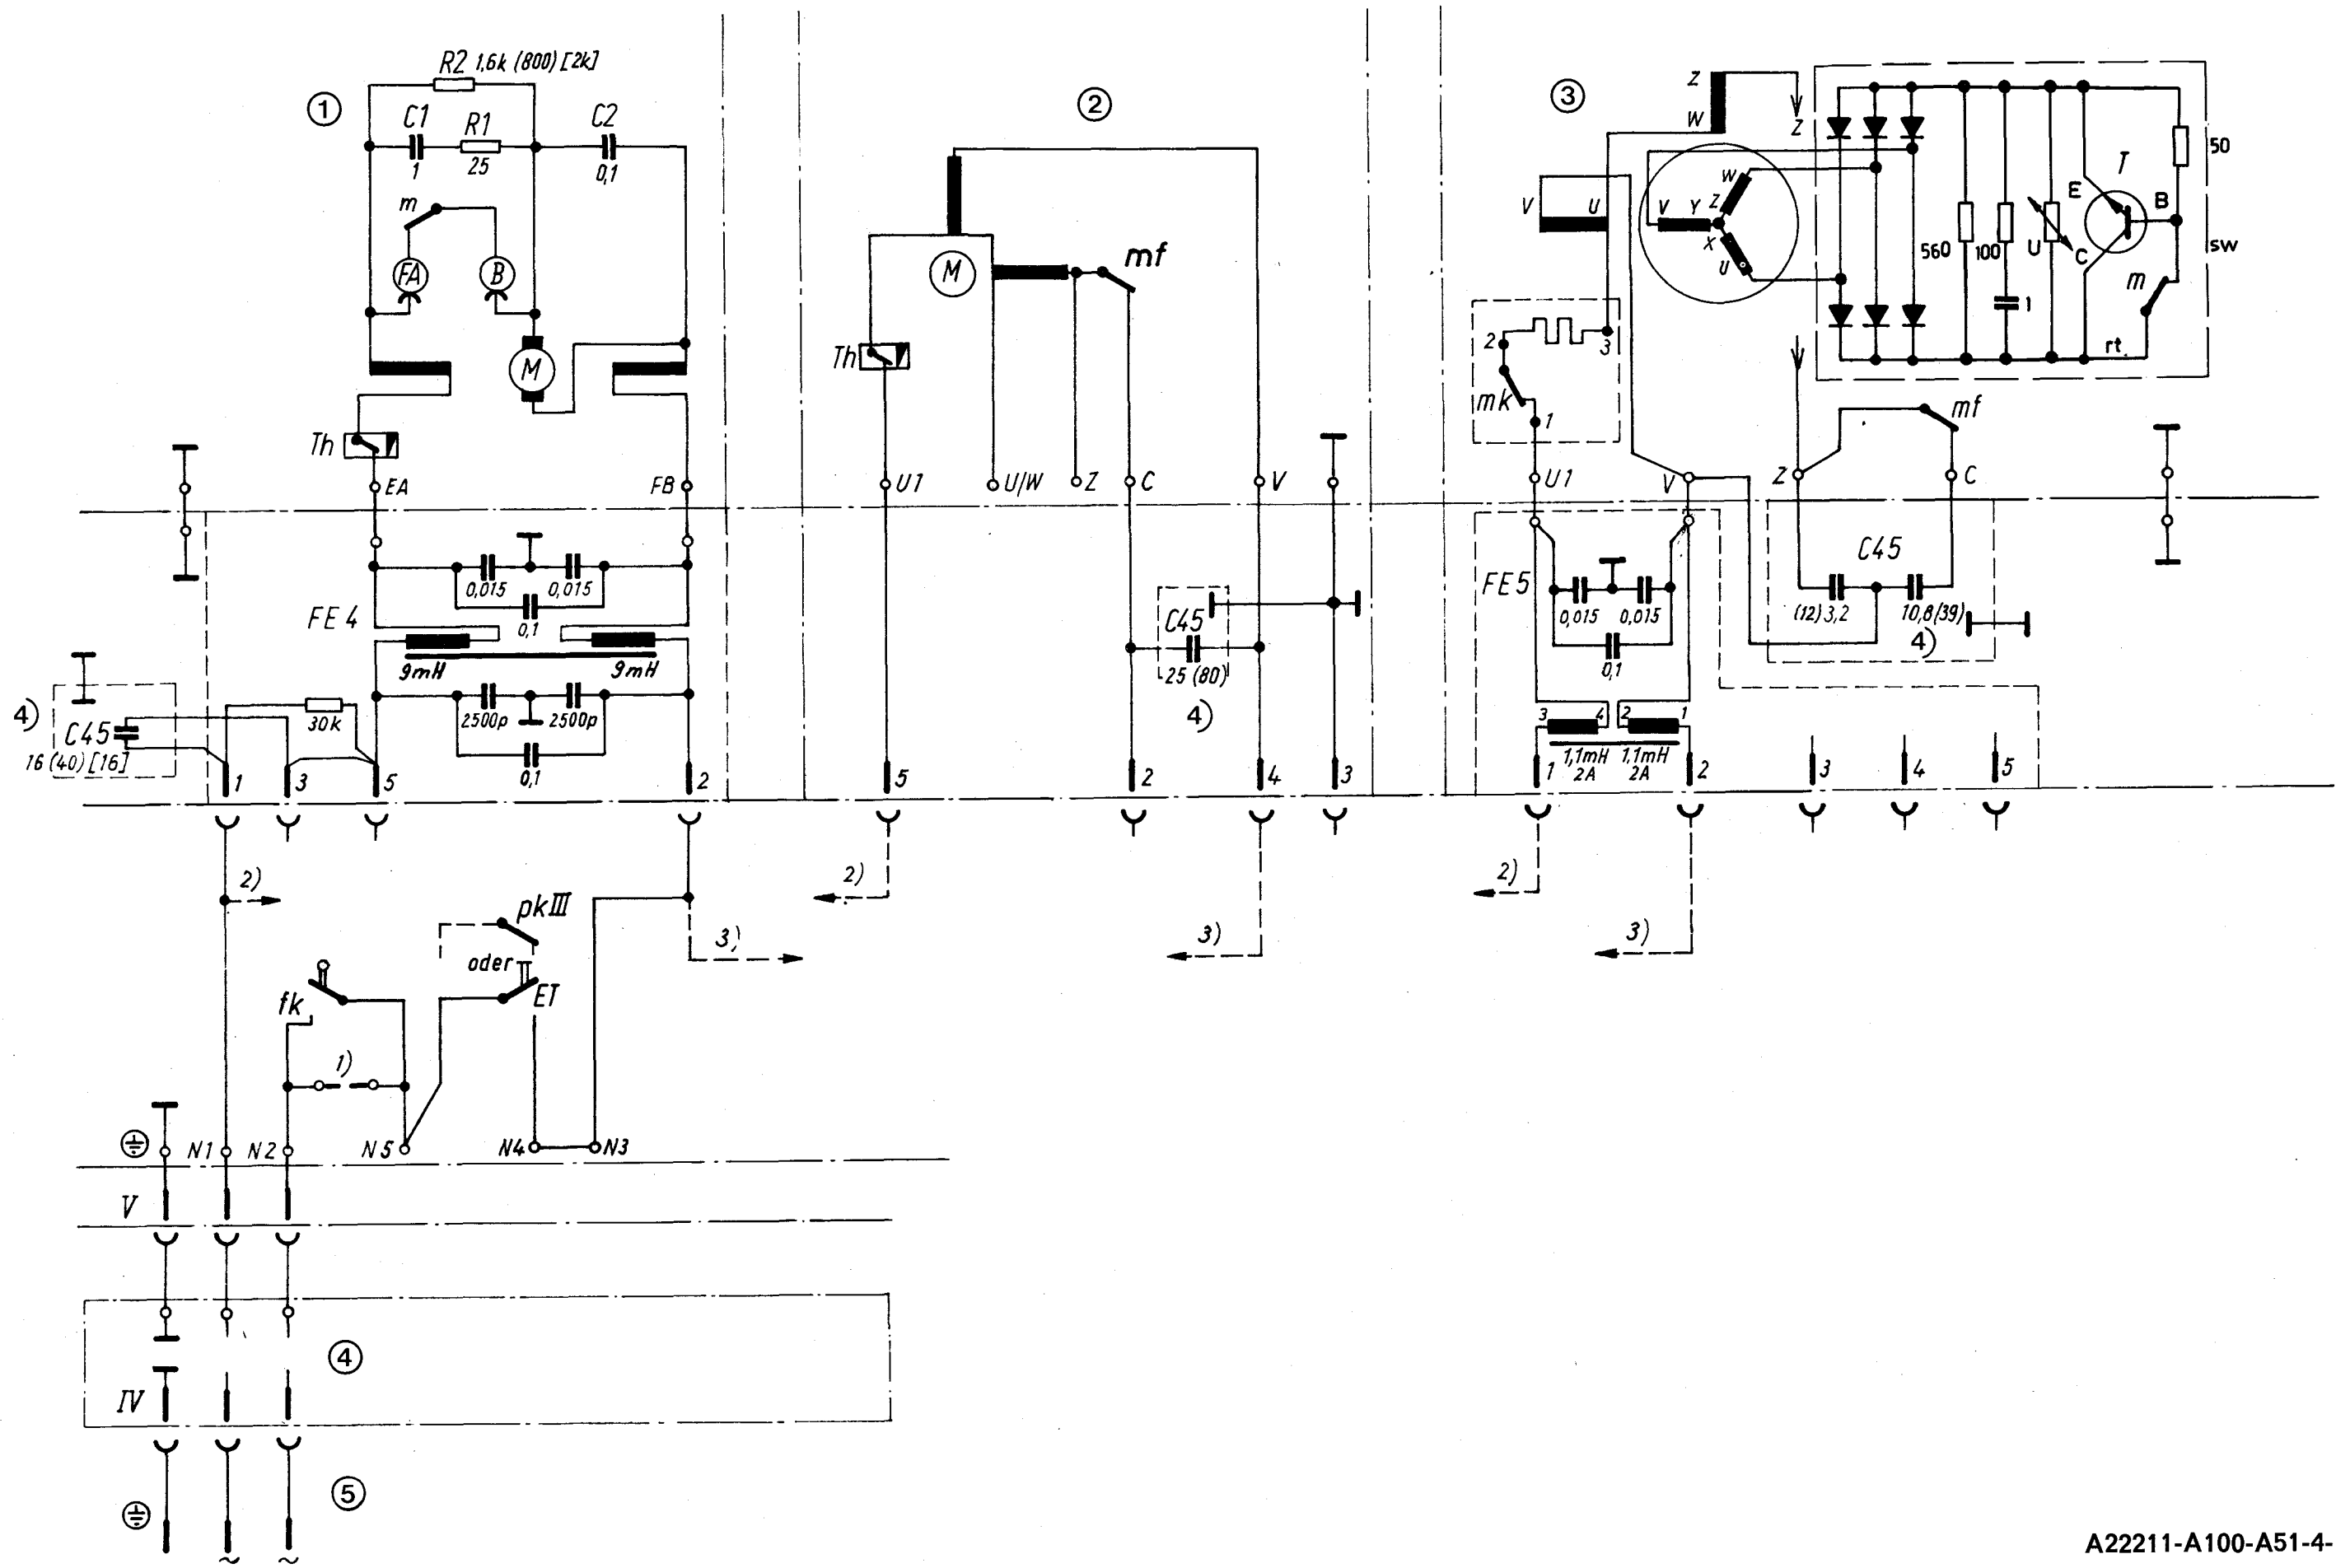 ①
R2 1,6k (800) [2k]
C1
R1
C2
1
25
0,1
m
FA
B
M
Th
EA
FB
0,015
0,015
0,1
FE 4
9mH
9mH
4)
C45
16 (40) [16]
30k
2500p
2500p
0,1
1
3
5
2
②
M
mf
Th
U1
U/W
Z
C
V
C45
25 (80)
4)
5
2
4
3
③
Z
W
Z
V
U
W
Z
V
Y
X
U
560
100
1
U
E
C
T
B
50
sw
m
rt.
2
3
mk
1
mf
U1
V
Z
C
FE 5
0,015
0,015
0,1
C45
(12) 3,2
10,8 (39)
4)
3
4
2
1
1,1mH
2A
1,1mH
2A
1
2
3
4
5
2)
3)
2)
3)
2)
3)
pkIII
oder
ET
fk
1)
N1
N2
N5
N4
N3
V
④
IV
⑤
~
~
A22211-A100-A51-4-